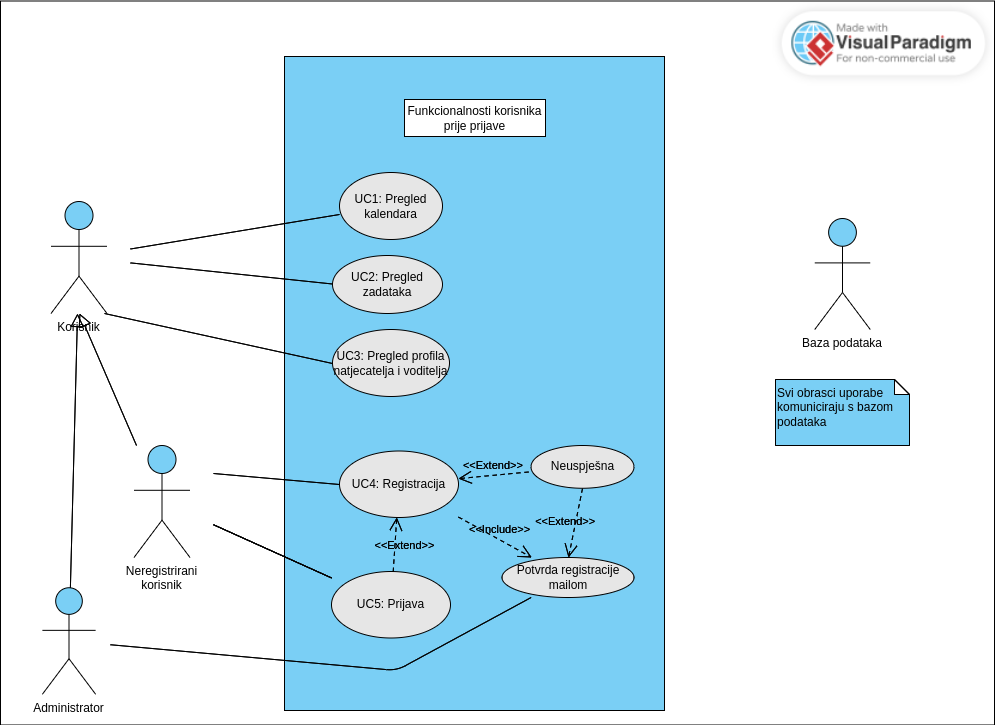 Made with
Visual Paradigm
For non-commercial use
Funkcionalnosti korisnika
prije prijave
UC1: Pregled
kalendara
UC2: Pregled
zadataka
UC3: Pregled profila
natjecatelja i voditelja
Korisnik
Baza podataka
Svi obrasci uporabe
komuniciraju s bazom
podataka
UC4: Registracija
<<Extend>>
Neuspješna
<<Include>>
<<Extend>>
<<Extend>>
Neregistrirani
korisnik
Potvrda registracije
mailom
UC5: Prijava
Administrator